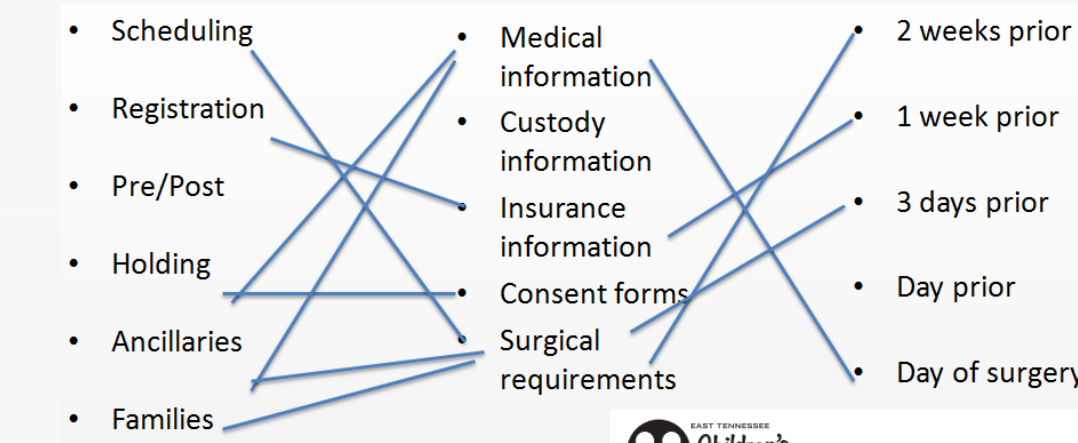 Scheduling
Registration
Pre/Post
Holding
Ancillaries
Families
Medical
information
Custody
information
Insurance
information
Consent forms
Surgical
requirements
2 weeks prior
1 week prior
3 days prior
Day prior
Day of surgery
EAST TENNESSEE
Children's